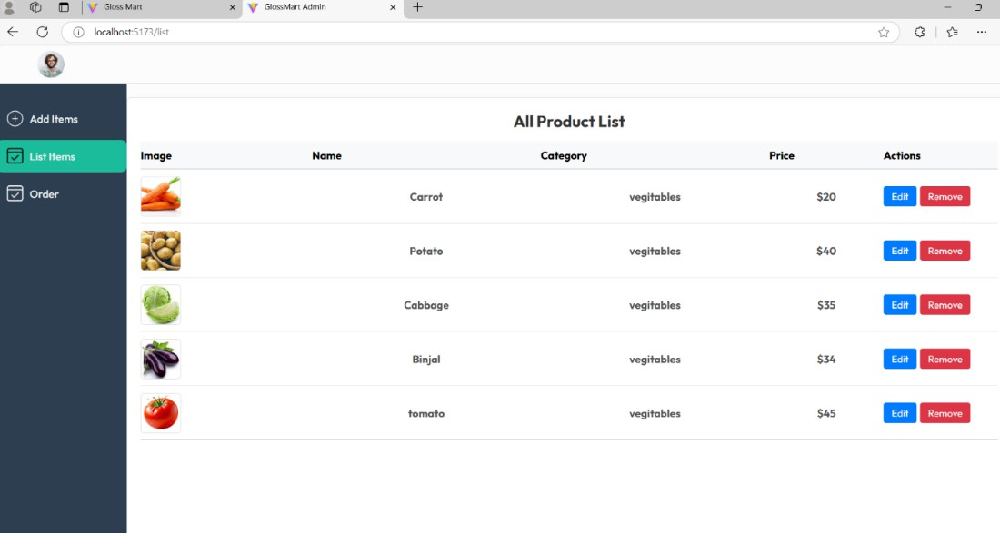 Gloss Mart
GlossMart Admin
localhost:5173/list
Add Items
List Items
Order
All Product List
Image Name Category Price Actions
Carrot vegitables $20 Edit Remove
Potato vegitables $40 Edit Remove
Cabbage vegitables $35 Edit Remove
Binjal vegitables $34 Edit Remove
tomato vegitables $45 Edit Remove